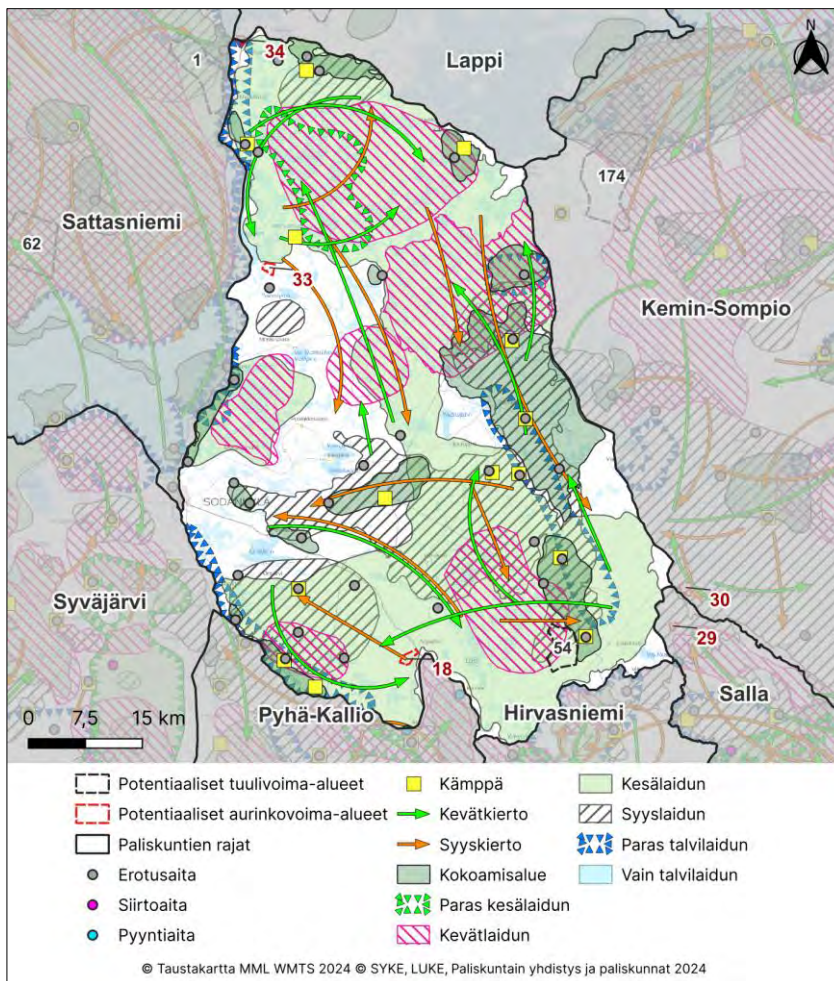 34
Lappi
N
1
174
Sattasniemi
62
33
Kemin-Sompio
SODANKYLÄ
Syväjärvi
30
54
29
18
Salla
0 7,5 15 km
Pyhä-Kallio
Hirvasniemi
Potentiaaliset tuulivoima-alueet
Potentiaaliset aurinkovoima-alueet
Paliskuntien rajat
Erotusaita
Siirtoaita
Pyyntiaita
Kämppä
Kevätkierto
Syyskierto
Kokoamisalue
Paras kesälaidun
Kevätlaidun
Kesälaidun
Syyslaidun
Paras talvilaidun
Vain talvilaidun
© Taustakartta MML WMTS 2024 © SYKE, LUKE, Paliskuntain yhdistys ja paliskunnat 2024